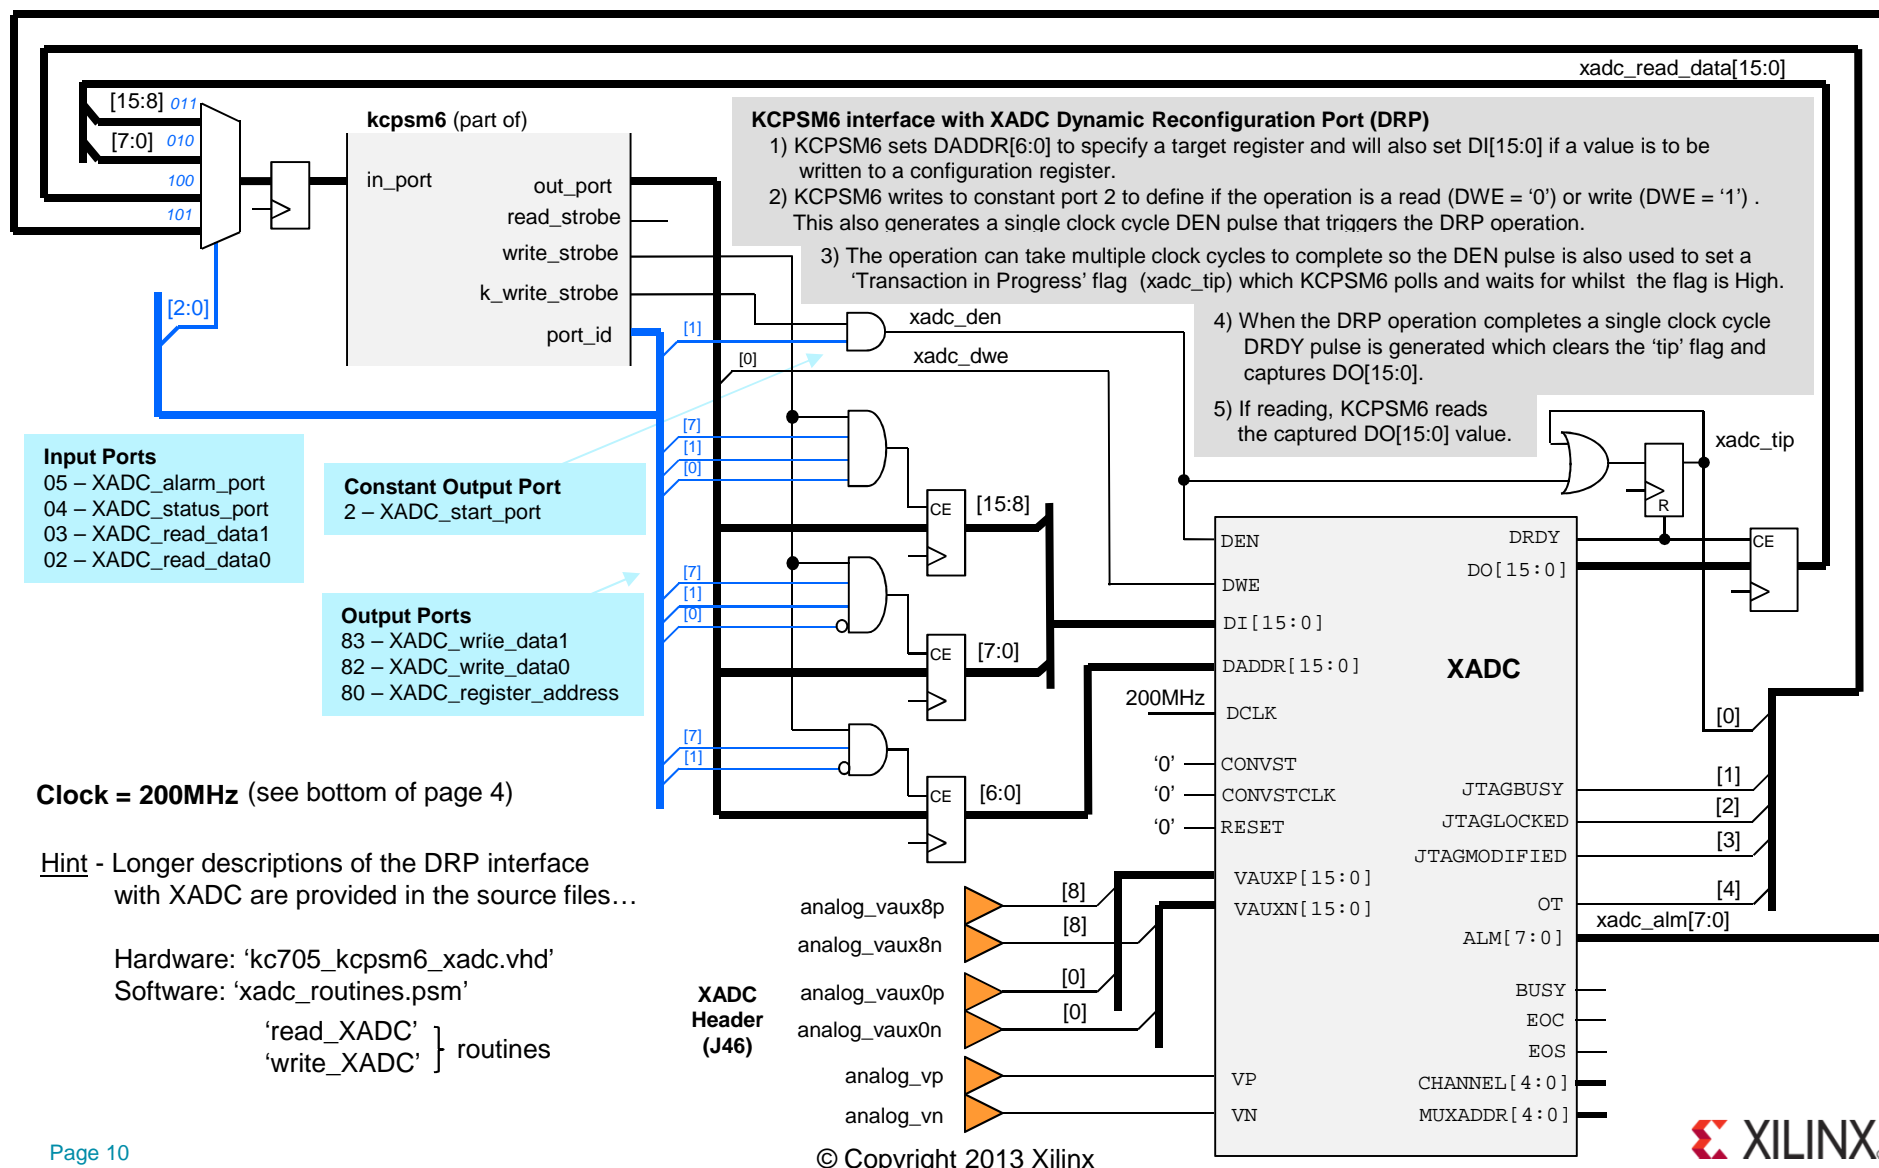 xadc_read_data[15:0]
[15:8] 011
[7:0] 010
100
101
[2:0]
kcpsm6 (part of)
in_port
out_port
read_strobe
write_strobe
k_write_strobe
port_id
KCPSM6 interface with XADC Dynamic Reconfiguration Port (DRP)
1) KCPSM6 sets DADDR[6:0] to specify a target register and will also set DI[15:0] if a value is to be
written to a configuration register.
2) KCPSM6 writes to constant port 2 to define if the operation is a read (DWE = ‘0’) or write (DWE = ‘1’) .
This also generates a single clock cycle DEN pulse that triggers the DRP operation.
3) The operation can take multiple clock cycles to complete so the DEN pulse is also used to set a
‘Transaction in Progress’ flag (xadc_tip) which KCPSM6 polls and waits for whilst the flag is High.
4) When the DRP operation completes a single clock cycle
DRDY pulse is generated which clears the ‘tip’ flag and
captures DO[15:0].
5) If reading, KCPSM6 reads
the captured DO[15:0] value.
[1]
xadc_den
[0]
xadc_dwe
xadc_tip
R
Input Ports
05 – XADC_alarm_port
04 – XADC_status_port
03 – XADC_read_data1
02 – XADC_read_data0
Constant Output Port
2 – XADC_start_port
Output Ports
83 – XADC_write_data1
82 – XADC_write_data0
80 – XADC_register_address
[7]
[1]
[0]
CE
[15:8]
[7]
[1]
[0]
CE
[7:0]
[7]
[1]
CE
[6:0]
XADC
DEN
DWE
DI[15:0]
DADDR[15:0]
200MHz
DCLK
‘0’
CONVST
‘0’
CONVSTCLK
‘0’
RESET
VAUXP[15:0]
VAUXN[15:0]
VP
VN
DRDY
DO[15:0]
CE
[0]
JTAGBUSY
[1]
JTAGLOCKED
[2]
JTAGMODIFIED
[3]
OT
[4]
ALM[7:0]
xadc_alm[7:0]
BUSY
EOC
EOS
CHANNEL[4:0]
MUXADDR[4:0]
analog_vaux8p
[8]
analog_vaux8n
[8]
XADC
Header
(J46)
analog_vaux0p
[0]
analog_vaux0n
[0]
analog_vp
analog_vn
Clock = 200MHz (see bottom of page 4)
Hint - Longer descriptions of the DRP interface
with XADC are provided in the source files…
Hardware: ‘kc705_kcpsm6_xadc.vhd’
Software: ‘xadc_routines.psm’
‘read_XADC’
‘write_XADC’
routines
Page 10
© Copyright 2013 Xilinx
XILINX